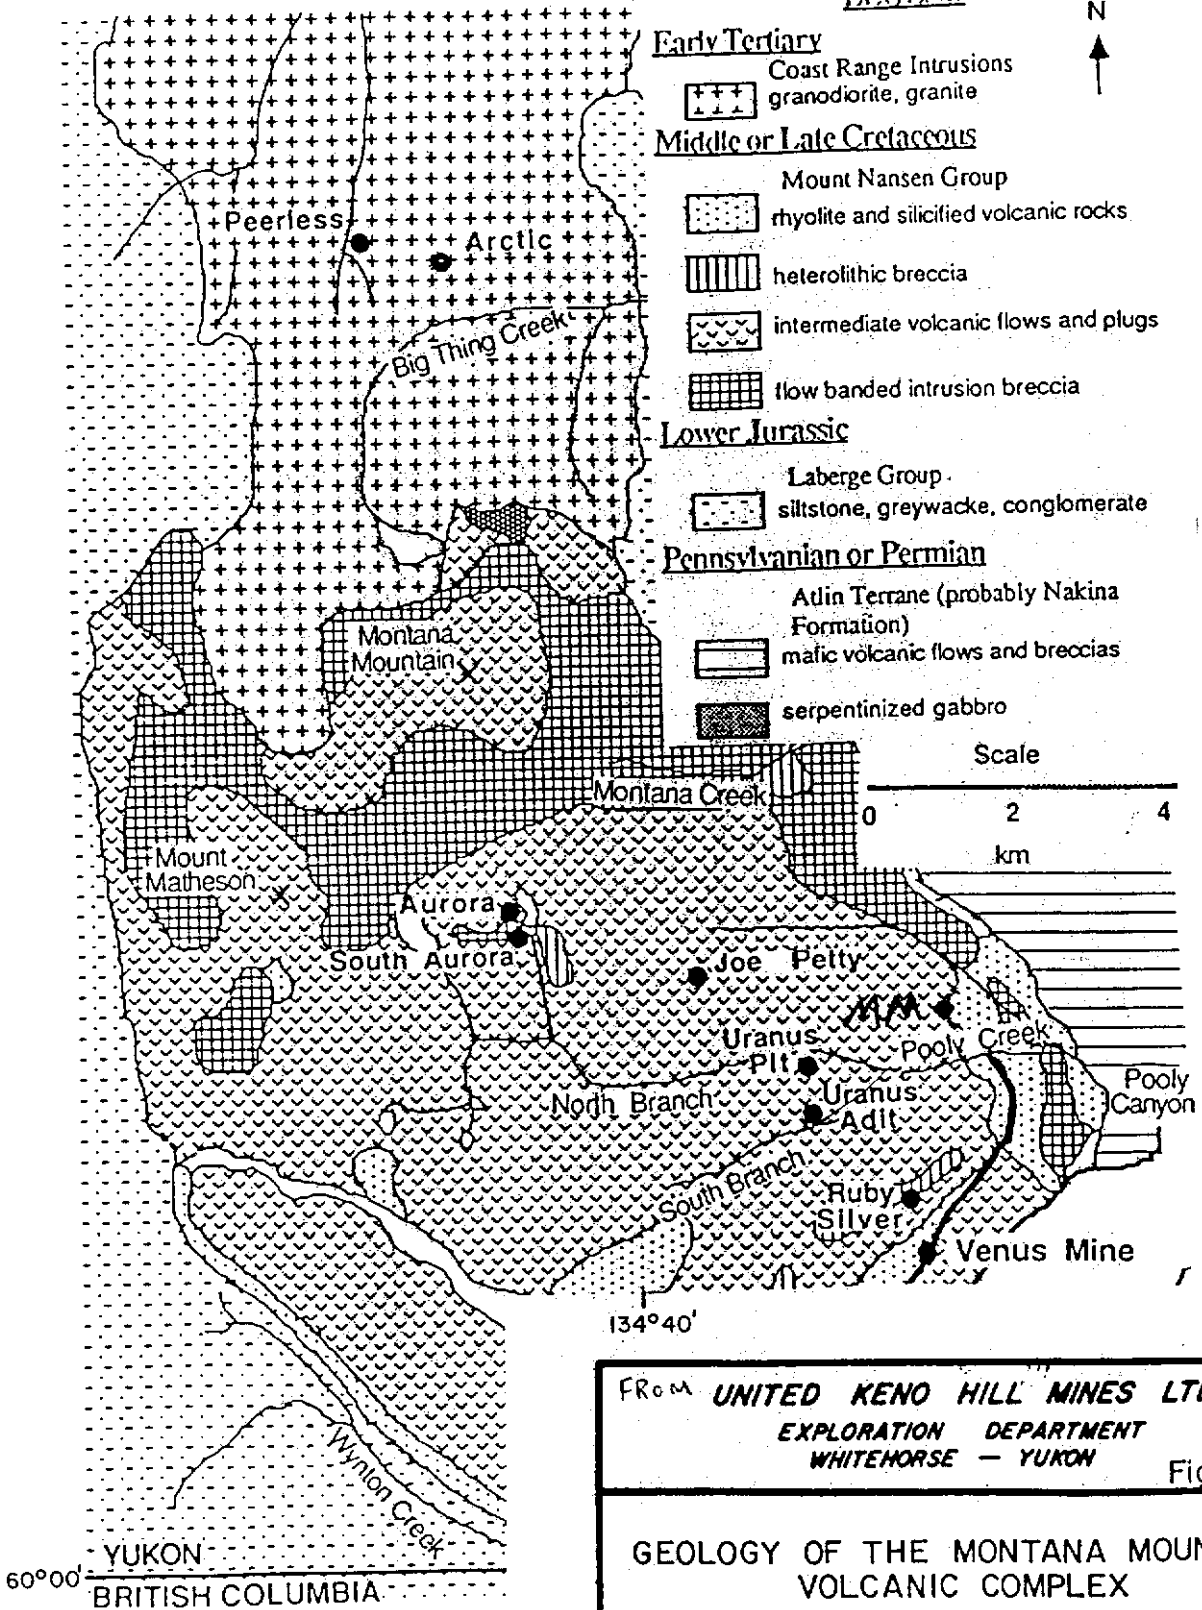 N
Early Tertiary
Coast Range Intrusions
granodiorite, granite
Middle or Late Cretaceous
Mount Nansen Group
rhyolite and silicified volcanic rocks
heterolithic breccia
intermediate volcanic flows and plugs
flow banded intrusion breccia
Lower Jurassic
Laberge Group
siltstone, greywacke, conglomerate
Pennsylvanian or Permian
Atlin Terrane (probably Nakina
Formation)
mafic volcanic flows and breccias
serpentinized gabbro
Scale
0 2 4
km
Peerless
Arctic
Big Thing Creek
Montana
Mountain
Montana Creek
Mount
Matheson
Aurora
South Aurora
Joe Petty
MM
Uranus
Pit
Pooly Creek
Pooly
Canyon
North Branch
Uranus
Adit
South Branch
Ruby
Silver
Venus Mine
134°40'
Wynton Creek
YUKON
60°00'
BRITISH COLUMBIA
FROM UNITED KENO HILL MINES
EXPLORATION DEPARTMENT
WHITEHORSE — YUKON
GEOLOGY OF THE MONTANA
VOLCANIC COMPLEX